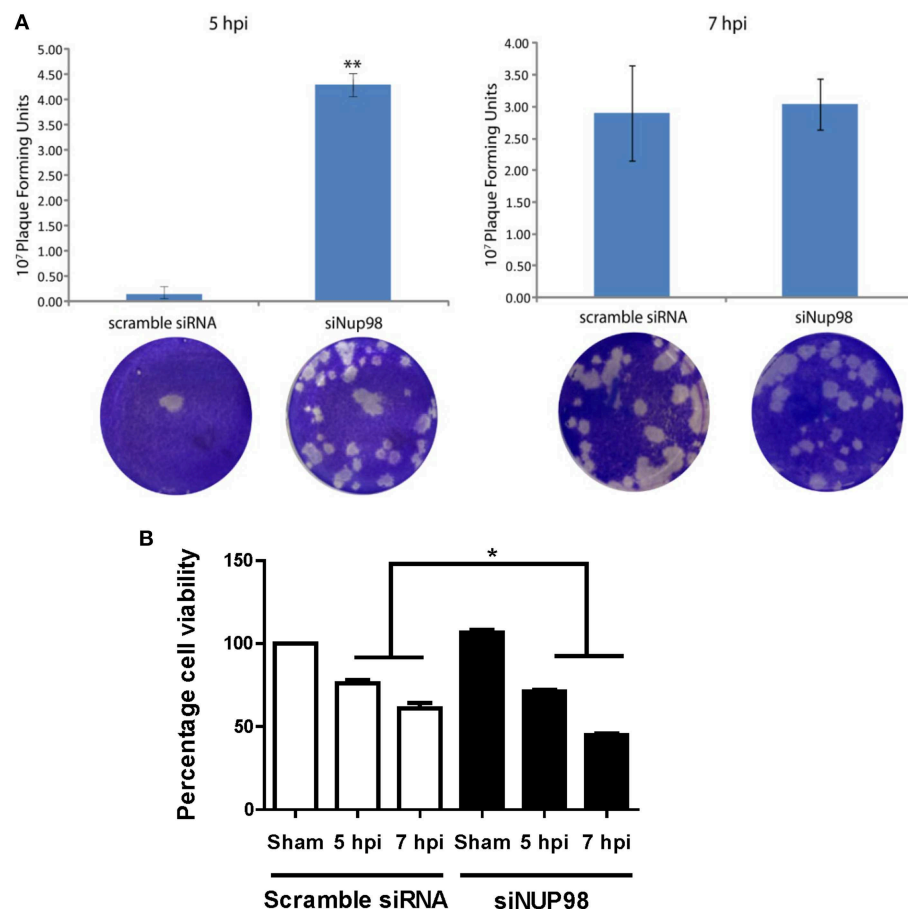 A
5 hpi
10⁷ Plaque Forming Units
5.00
4.50
4.00
3.50
3.00
2.50
2.00
1.50
1.00
0.50
0.00
**
scramble siRNA
siNup98
7 hpi
10⁷ Plaque Forming Units
4.00
3.50
3.00
2.50
2.00
1.50
1.00
0.50
0.00
scramble siRNA
siNup98
B
Percentage cell viability
150
100
50
0
*
Sham 5 hpi 7 hpi Sham 5 hpi 7 hpi
Scramble siRNA siNUP98